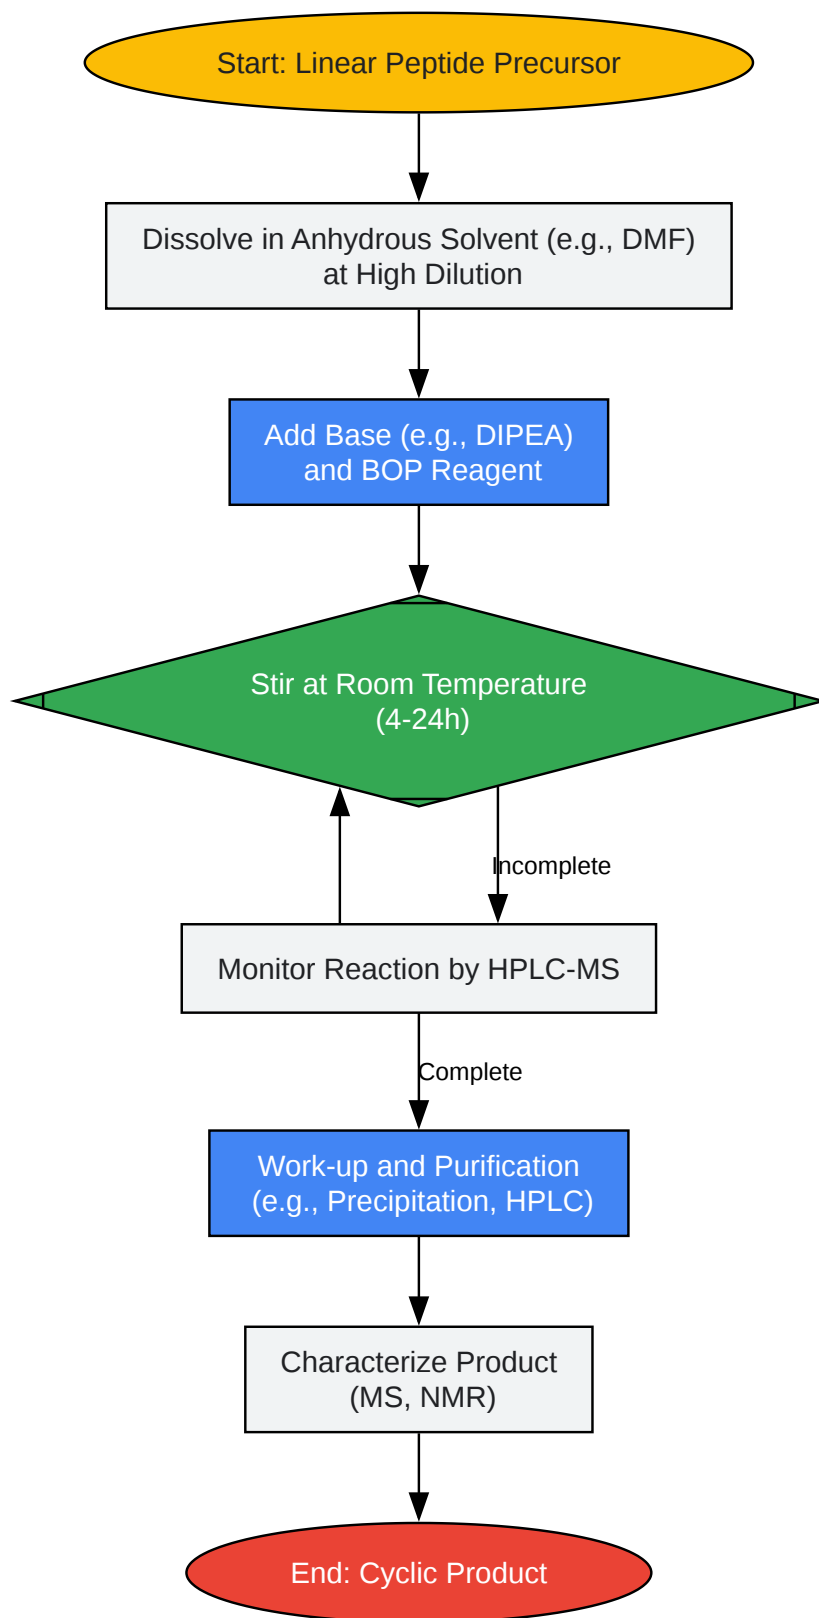 Start: Linear Peptide Precursor
Dissolve in Anhydrous Solvent (e.g., DMF)
at High Dilution
Add Base (e.g., DIPEA)
and BOP Reagent
Stir at Room Temperature
(4-24h)
Incomplete
Monitor Reaction by HPLC-MS
Complete
Work-up and Purification
(e.g., Precipitation, HPLC)
Characterize Product
(MS, NMR)
End: Cyclic Product